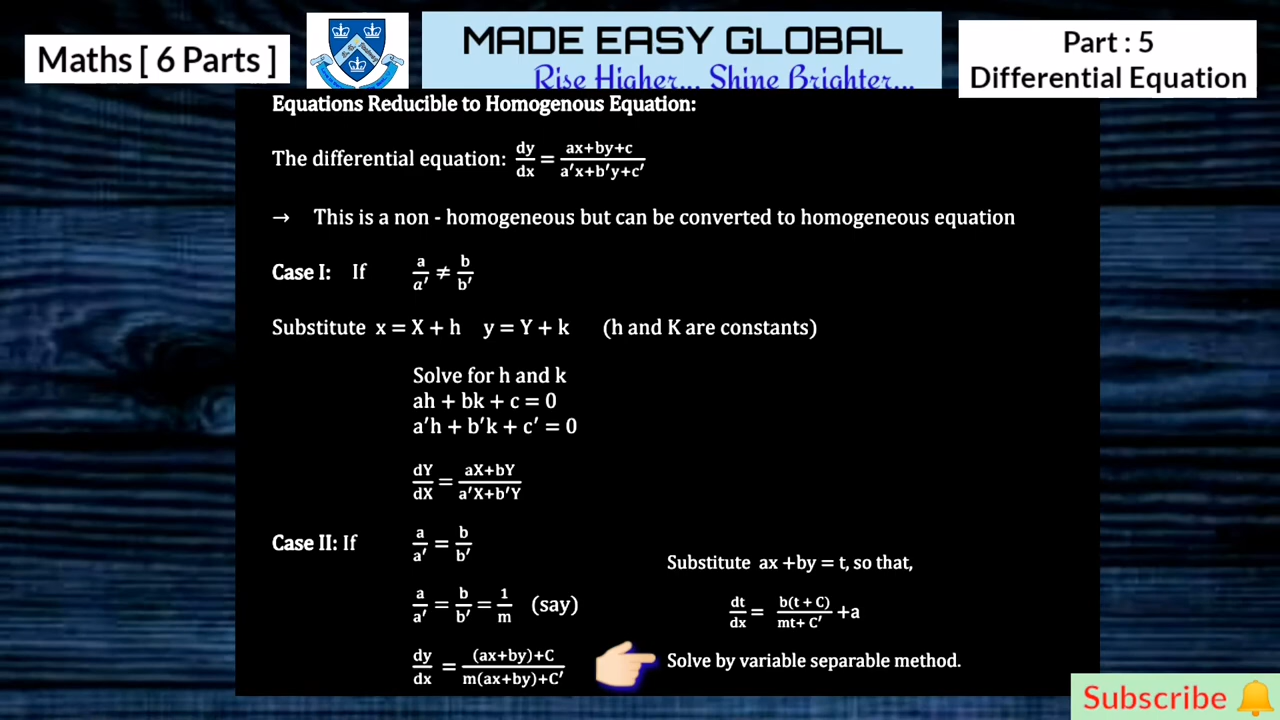 Maths [ 6 Parts ]
MADE EASY GLOBAL
Rise Higher... Shine Brighter...
Part : 5
Differential Equation
Equations Reducible to Homogenous Equation:
The differential equation: dy/dx = (ax+by+c)/(a′x+b′y+c′)
→ This is a non - homogeneous but can be converted to homogeneous equation
Case I: If a/a′ ≠ b/b′
Substitute x = X + h y = Y + k (h and K are constants)
Solve for h and k
ah + bk + c = 0
a′h + b′k + c′ = 0
dY/dX = (aX+bY)/(a′X+b′Y)
Case II: If a/a′ = b/b′
a/a′ = b/b′ = 1/m (say)
dy/dx = ((ax+by)+C)/(m(ax+by)+C′)
Substitute ax +by = t, so that,
dt/dx = b(t + C)/(mt+ C′) +a
Solve by variable separable method.
Subscribe